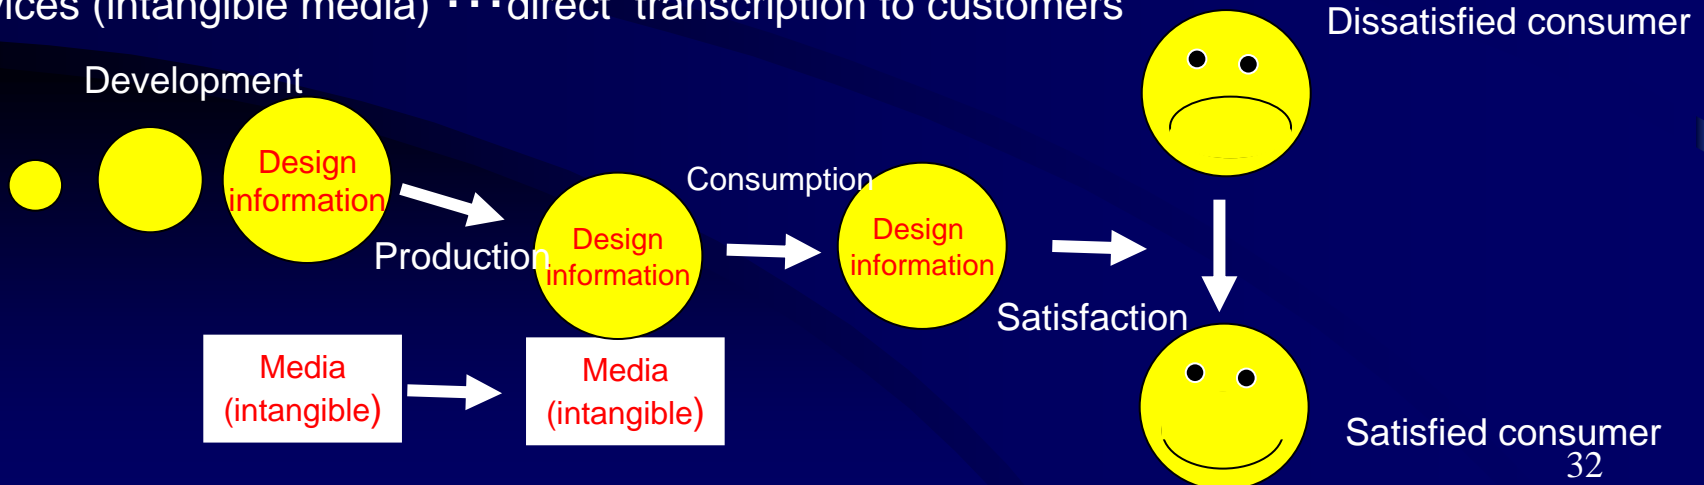 vices (intangible media) ・・・direct transcription to customers
Dissatisfied consumer
Development
Design
information
Consumption
Production
Design
information
Design
information
Satisfaction
Media
(intangible)
Media
(intangible)
Satisfied consumer
32